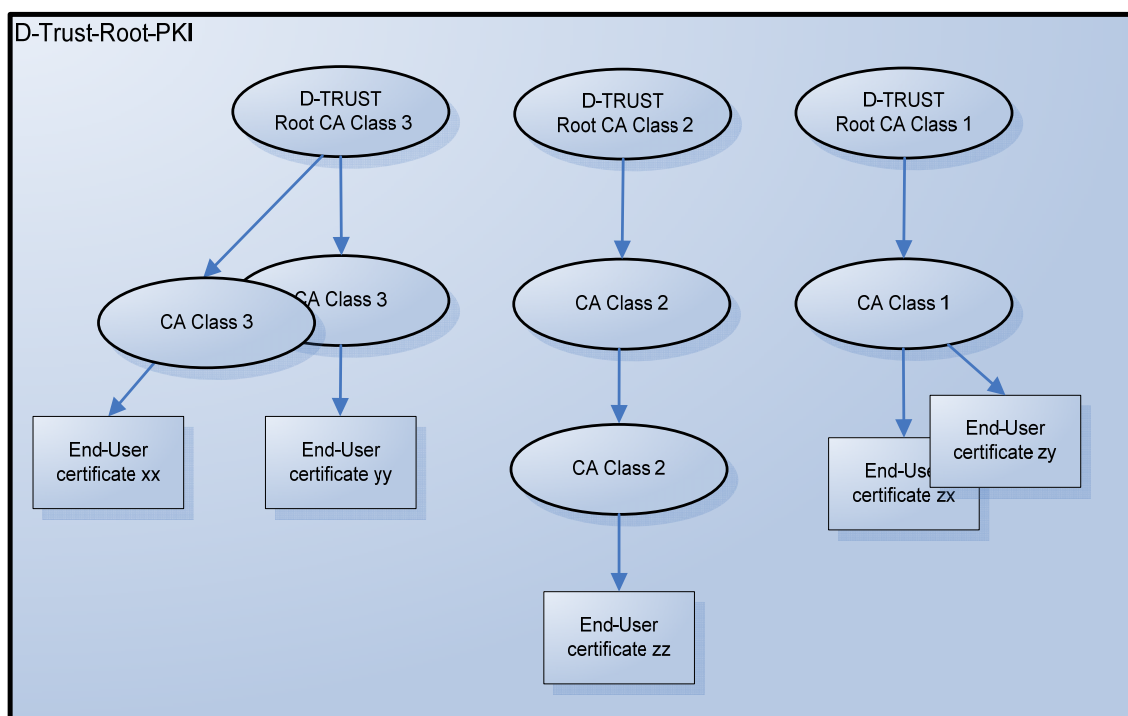 D-Trust-Root-PKI
D-TRUST
Root CA Class 3
D-TRUST
Root CA Class 2
D-TRUST
Root CA Class 1
CA Class 3
CA Class 3
CA Class 2
CA Class 1
End-User
certificate xx
End-User
certificate yy
CA Class 2
End-User
certificate zx
End-User
certificate zy
End-User
certificate zz